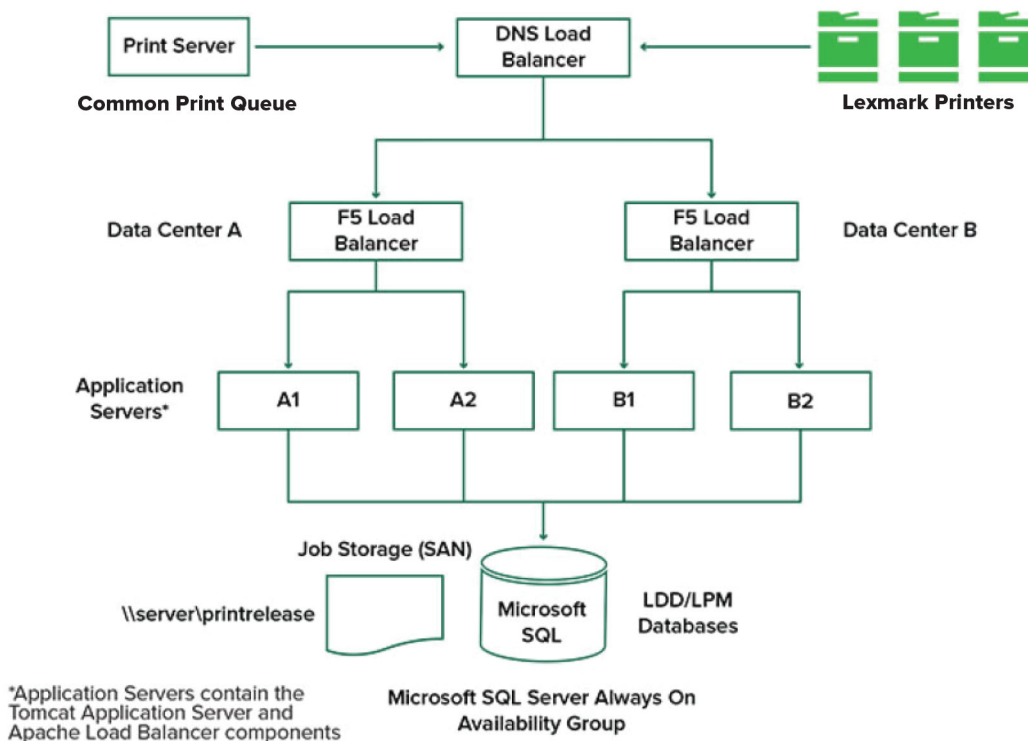 Print Server
DNS Load
Balancer
Common Print Queue
Lexmark Printers
Data Center A
F5 Load
Balancer
F5 Load
Balancer
Data Center B
Application
Servers*
A1
A2
B1
B2
Job Storage (SAN)
\\server\printrelease
Microsoft
SQL
LDD/LPM
Databases
*Application Servers contain the
Tomcat Application Server and
Apache Load Balancer components
Microsoft SQL Server Always On
Availability Group